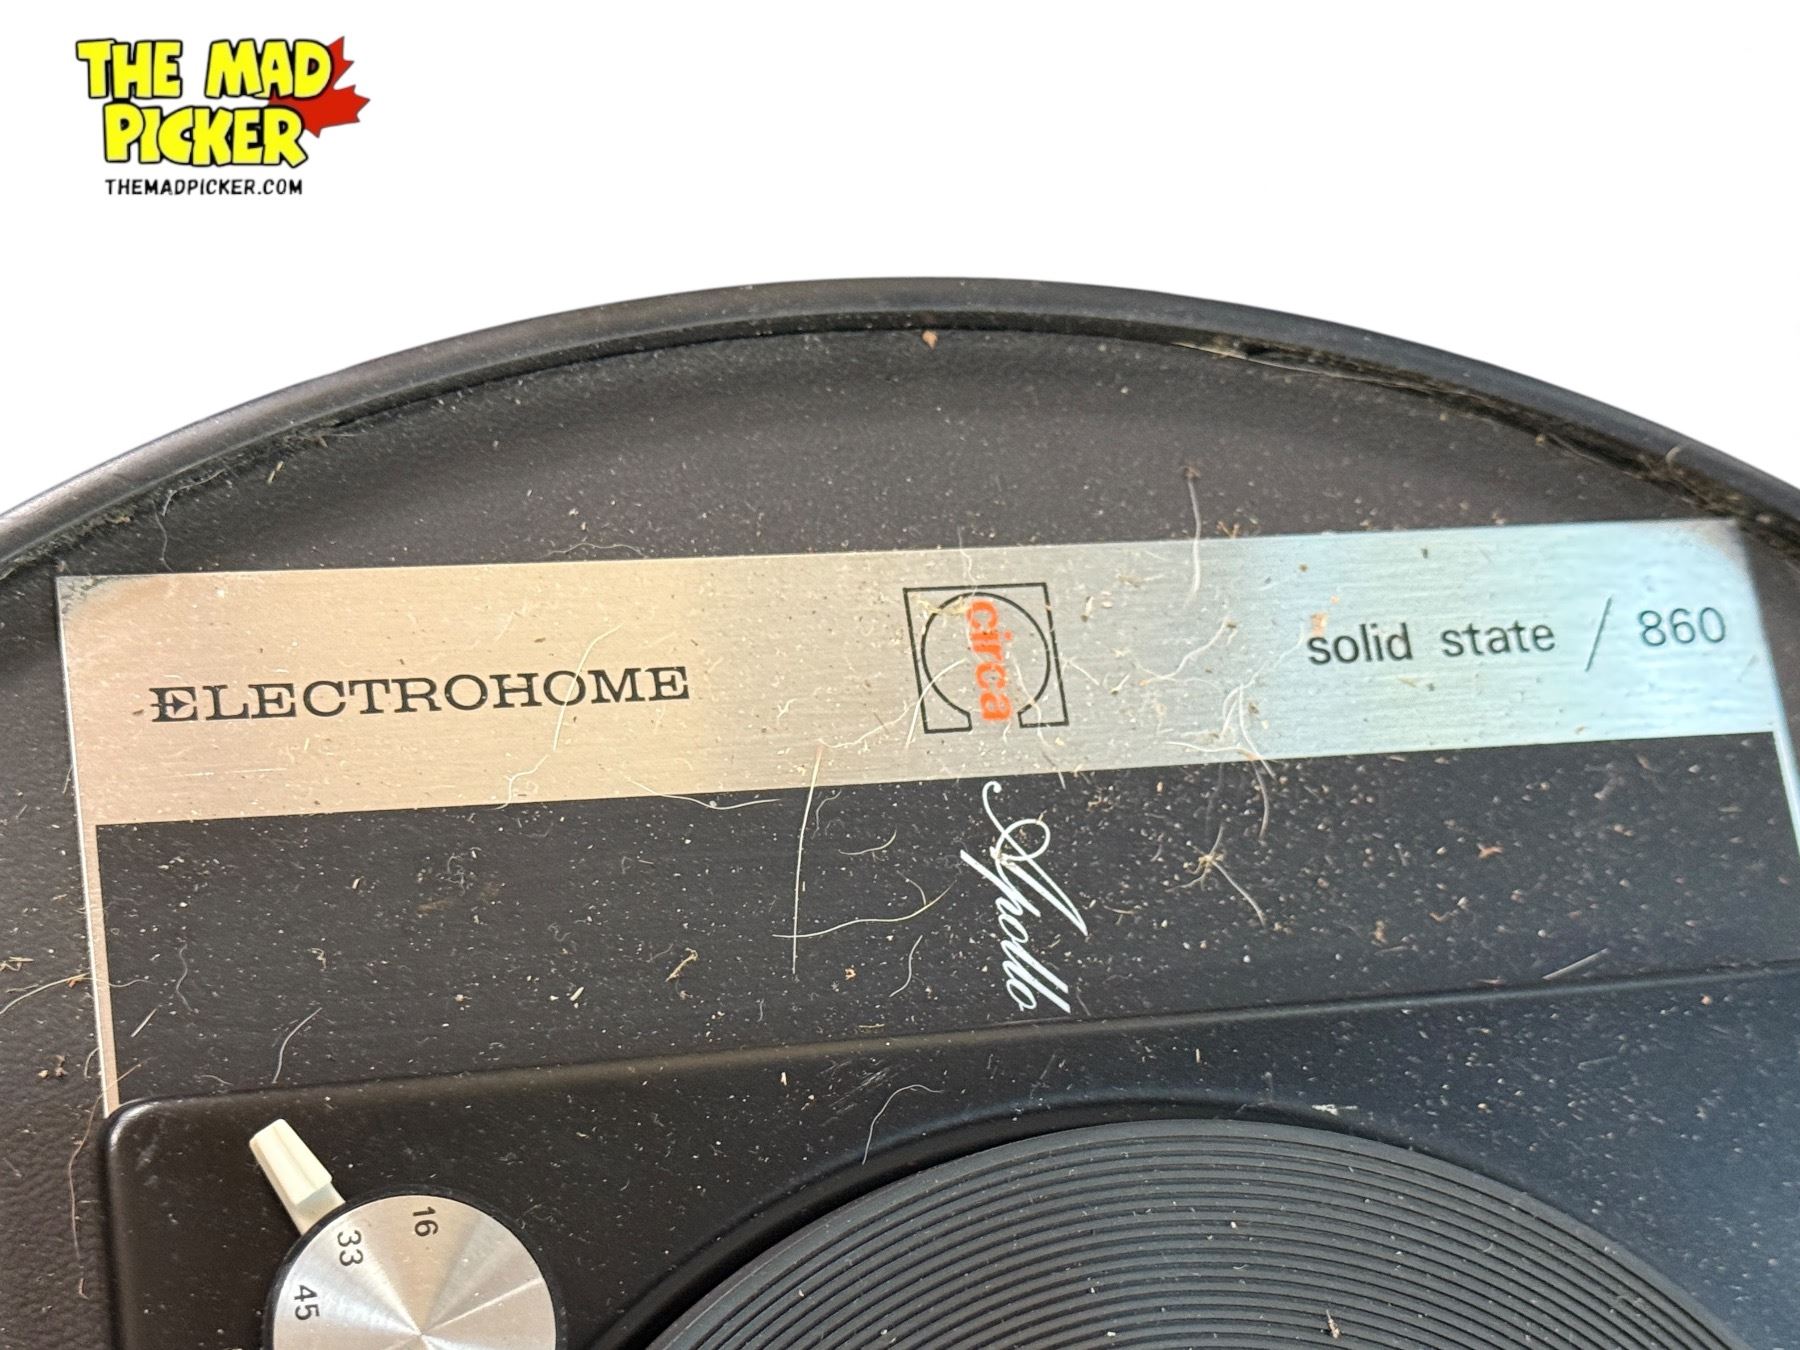 THE MAD
PICKER
THEMADPICKER.COM
ELECTROHOME
circa
solid state / 860
Apollo
16
33
45